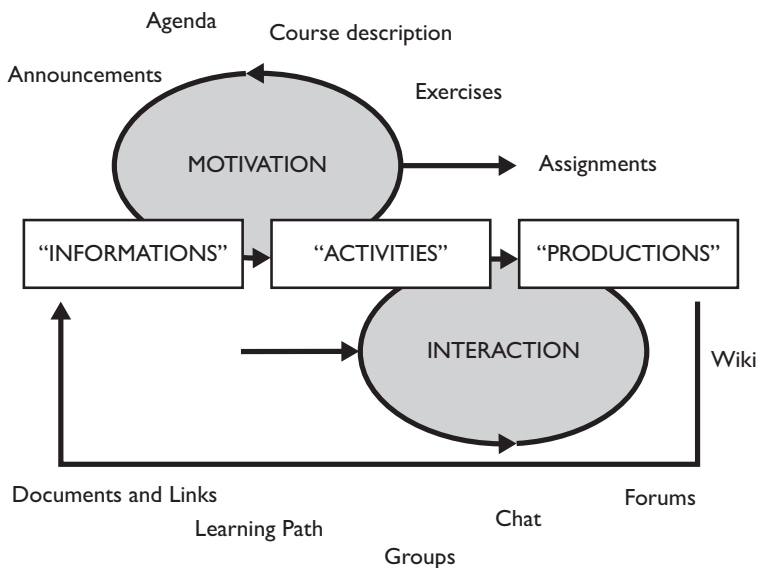 Agenda
Course description
Announcements
Exercises
MOTIVATION
Assignments
“INFORMATIONS”
“ACTIVITIES”
“PRODUCTIONS”
INTERACTION
Wiki
Documents and Links
Forums
Chat
Learning Path
Groups